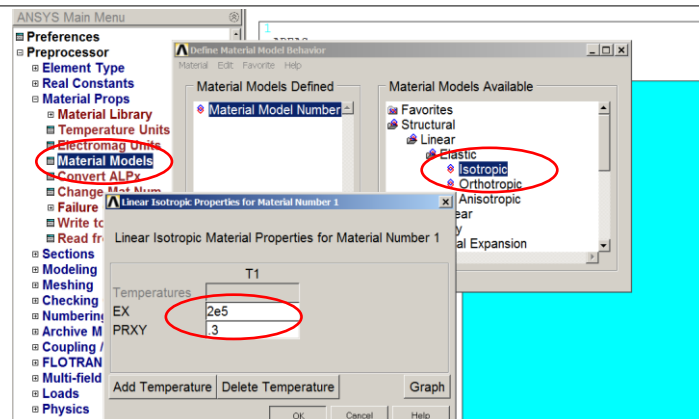 ANSYS Main Menu
Preferences
Preprocessor
Element Type
Real Constants
Material Props
Material Library
Temperature Units
Electromag Units
Material Models
Convert ALPx
Change Mat Num
Failure
Write to
Read fr
Sections
Modeling
Meshing
Checking
Numbering
Archive M
Coupling /
FLOTRAN
Multi-field
Loads
Physics
1
Define Material Model Behavior
Material Edit Favorite Help
Material Models Defined
Material Model Number
Material Models Available
Favorites
Structural
Linear
Elastic
Isotropic
Orthotropic
Anisotropic
ear
y
al Expansion
Linear Isotropic Properties for Material Number 1
Linear Isotropic Material Properties for Material Number 1
T1
Temperatures
EX 2e5
PRXY .3
Add Temperature Delete Temperature Graph
OK Cancel Help